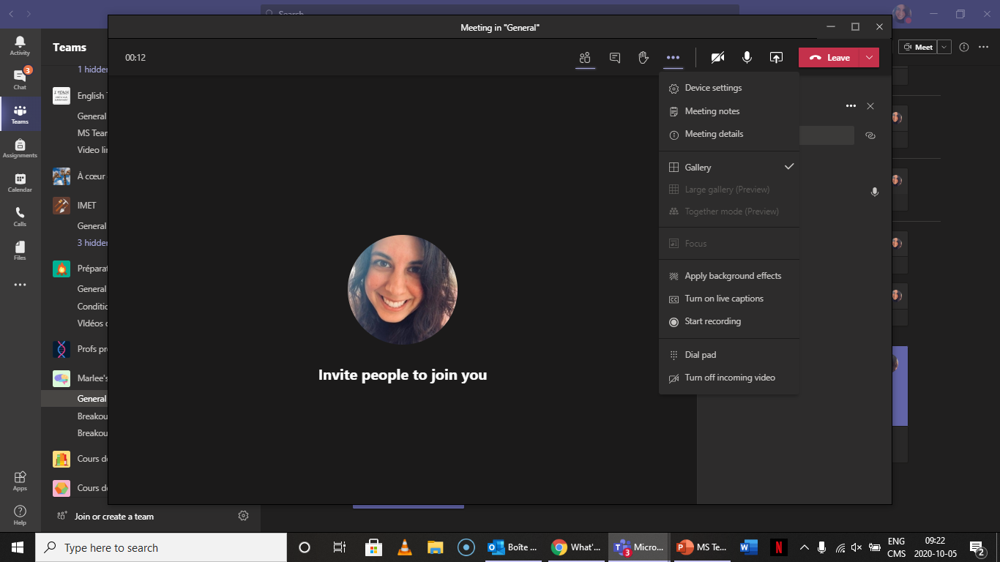 Search
Meeting in "General"
00:12
Leave
Meet
Activity
Chat
3
Teams
Assignments
Calendar
Calls
Files
Apps
Help
Teams
1 hidden
English
General
MS Tear
Video lin
À cœur
IMET
General
3 hidden
Préparat
General
Conditio
VIdéos
Profs pr
Marlee's
General
Breakou
Breakou
Cours de
Cours de
Join or create a team
Invite people to join you
Device settings
Meeting notes
Meeting details
Gallery
Large gallery (Preview)
Together mode (Preview)
Focus
Apply background effects
CC
Turn on live captions
Start recording
Dial pad
Turn off incoming video
Type here to search
Boîte ...
What'...
3
Micro...
MS Te...
ENG
CMS
09:22
2020-10-05
2